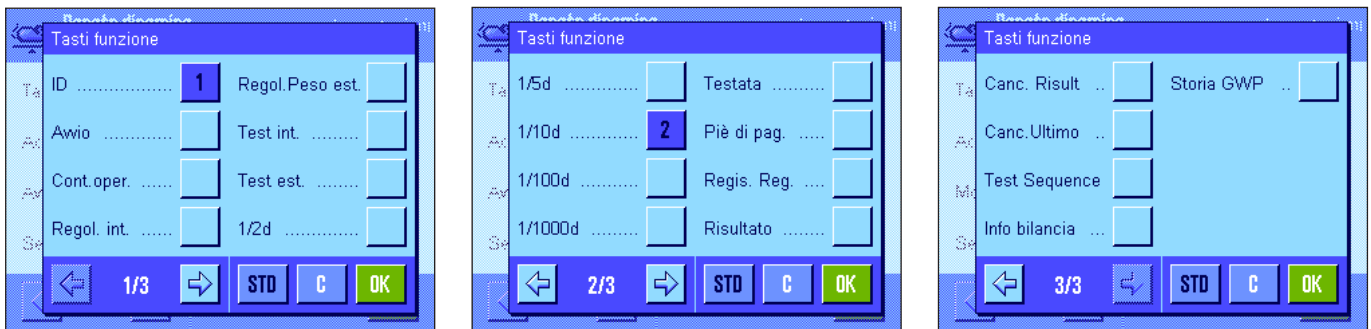 Tasti funzione
ID .................. 1 Regol.Peso est.
Avvio ............. Test int. ..........
Cont.oper. ...... Test est. .........
Regol. int. ...... 1/2d ..............
1/3 STD C OK
Tasti funzione
1/5d ............. Testata ..........
1/10d ........... 2 Piè di pag. .....
1/100d ........... Regis. Reg. ....
1/1000d ......... Risultato ........
2/3 STD C OK
Tasti funzione
Canc. Risult .. Storia GWP ..
Canc.Ultimo ..
Test Sequence
Info bilancia ...
3/3 STD C OK